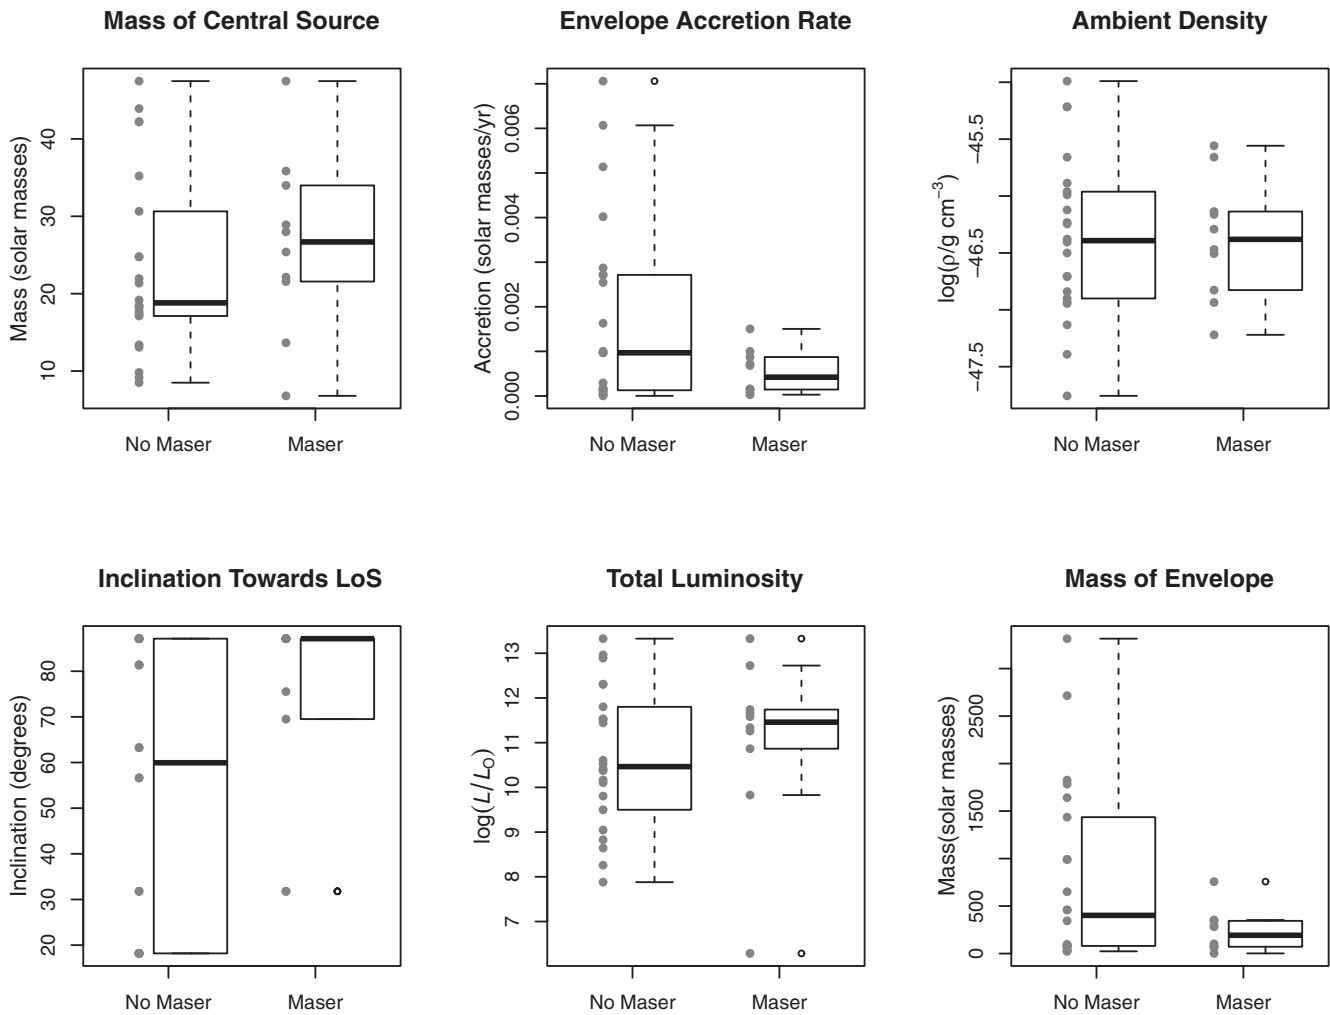 Mass of Central Source
Mass (solar masses)
40
30
20
10
No Maser
Maser
Envelope Accretion Rate
Accretion (solar masses/yr)
0.006
0.004
0.002
0.000
No Maser
Maser
Ambient Density
log(ρ/g cm⁻³)
−45.5
−46.5
−47.5
No Maser
Maser
Inclination Towards LoS
Inclination (degrees)
80
70
60
50
40
30
20
No Maser
Maser
Total Luminosity
log(L/L○)
13
12
11
10
9
8
7
No Maser
Maser
Mass of Envelope
Mass(solar masses)
2500
1500
500
0
No Maser
Maser